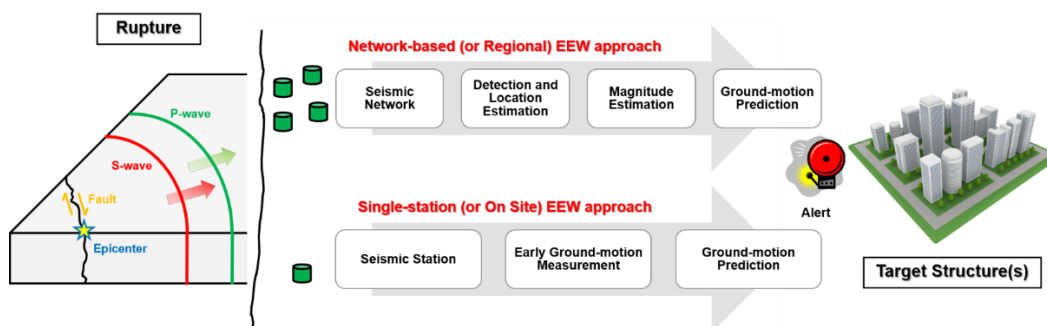 Rupture
P-wave
S-wave
Fault
Epicenter
Network-based (or Regional) EEW approach
Seismic
Network
Detection and
Location
Estimation
Magnitude
Estimation
Ground-motion
Prediction
Single-station (or On Site) EEW approach
Seismic Station
Early Ground-motion
Measurement
Ground-motion
Prediction
Alert
Target Structure(s)